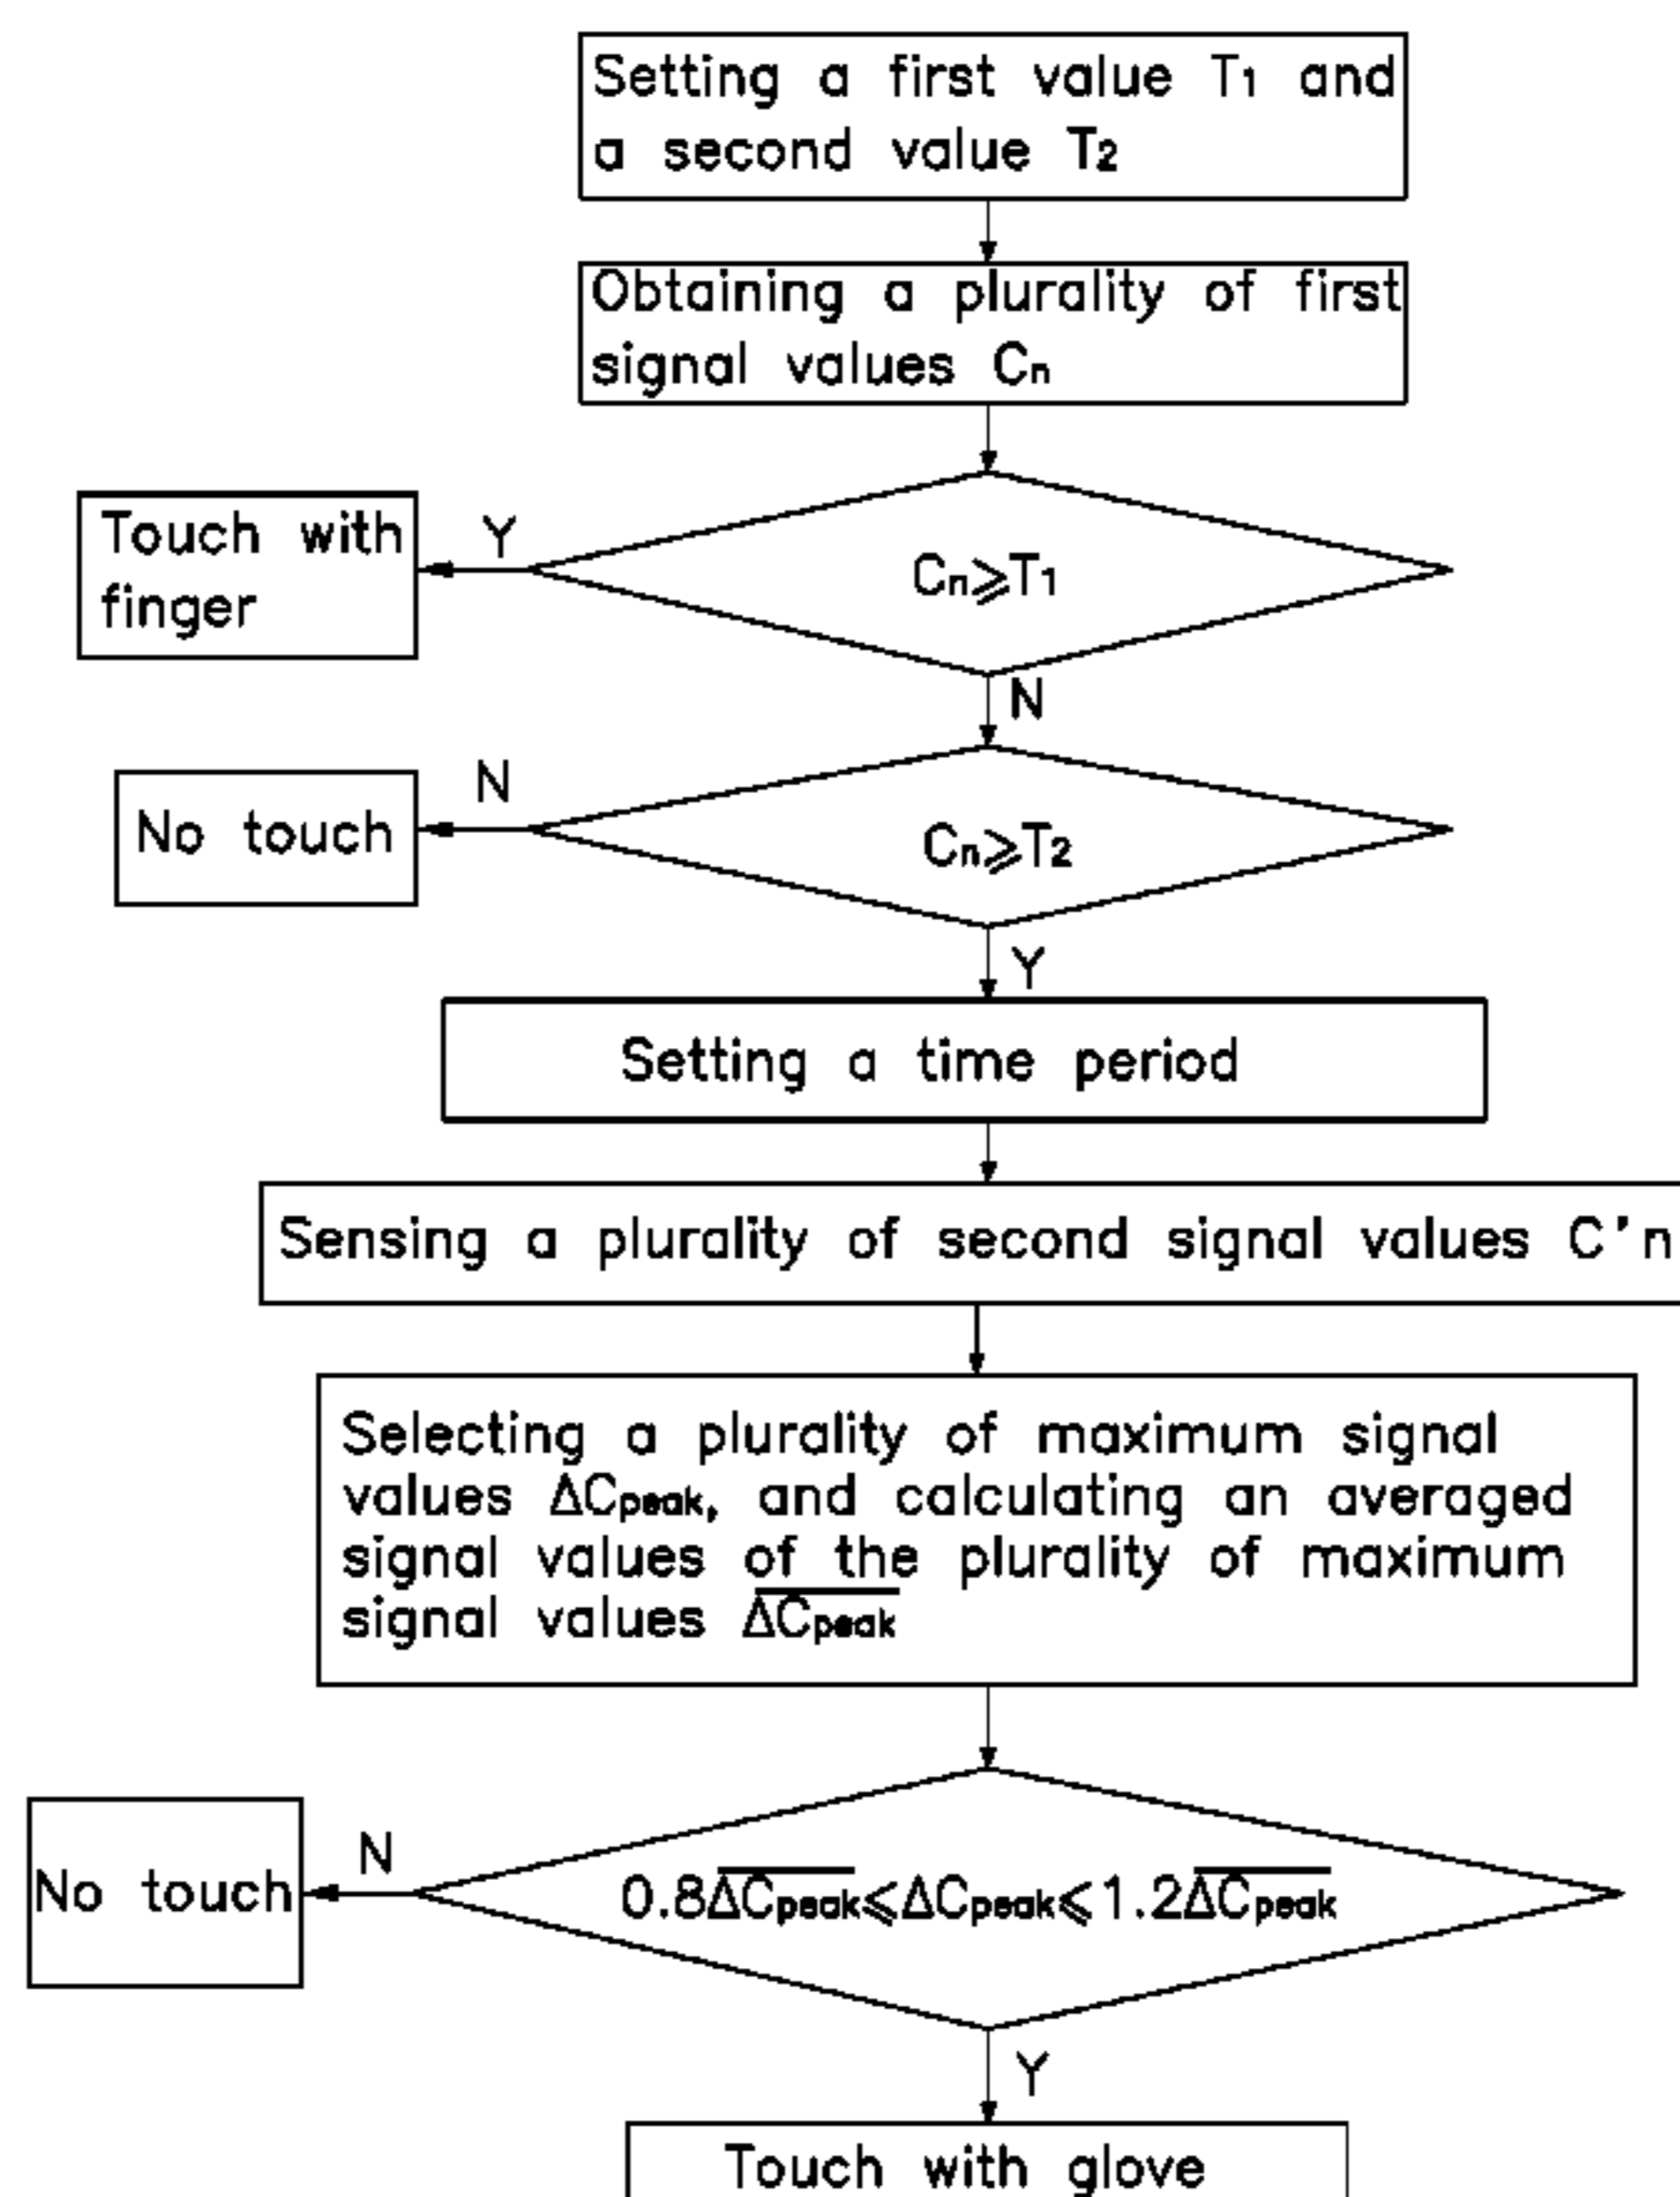 Setting a first value T₁ and
a second value T₂
Obtaining a plurality of first
signal values Cₙ
Cₙ⩾T₁
Y
Touch with
finger
N
Cₙ⩾T₂
N
No touch
Y
Setting a time period
Sensing a plurality of second signal values C'n
Selecting a plurality of maximum signal
values ΔCpeak, and calculating an averaged
signal values of the plurality of maximum
signal values Δ̅C̅p̅e̅a̅k̅
0.8Δ̅C̅p̅e̅a̅k̅⩽ΔCpeak⩽1.2Δ̅C̅p̅e̅a̅k̅
N
No touch
Y
Touch with glove